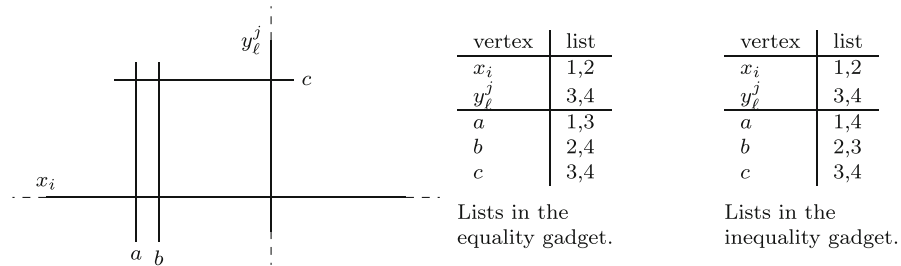 y_ℓ^j
c
x_i
a b
vertex list
x_i 1,2
y_ℓ^j 3,4
a 1,3
b 2,4
c 3,4
Lists in the
equality gadget.
vertex list
x_i 1,2
y_ℓ^j 3,4
a 1,4
b 2,3
c 3,4
Lists in the
inequality gadget.